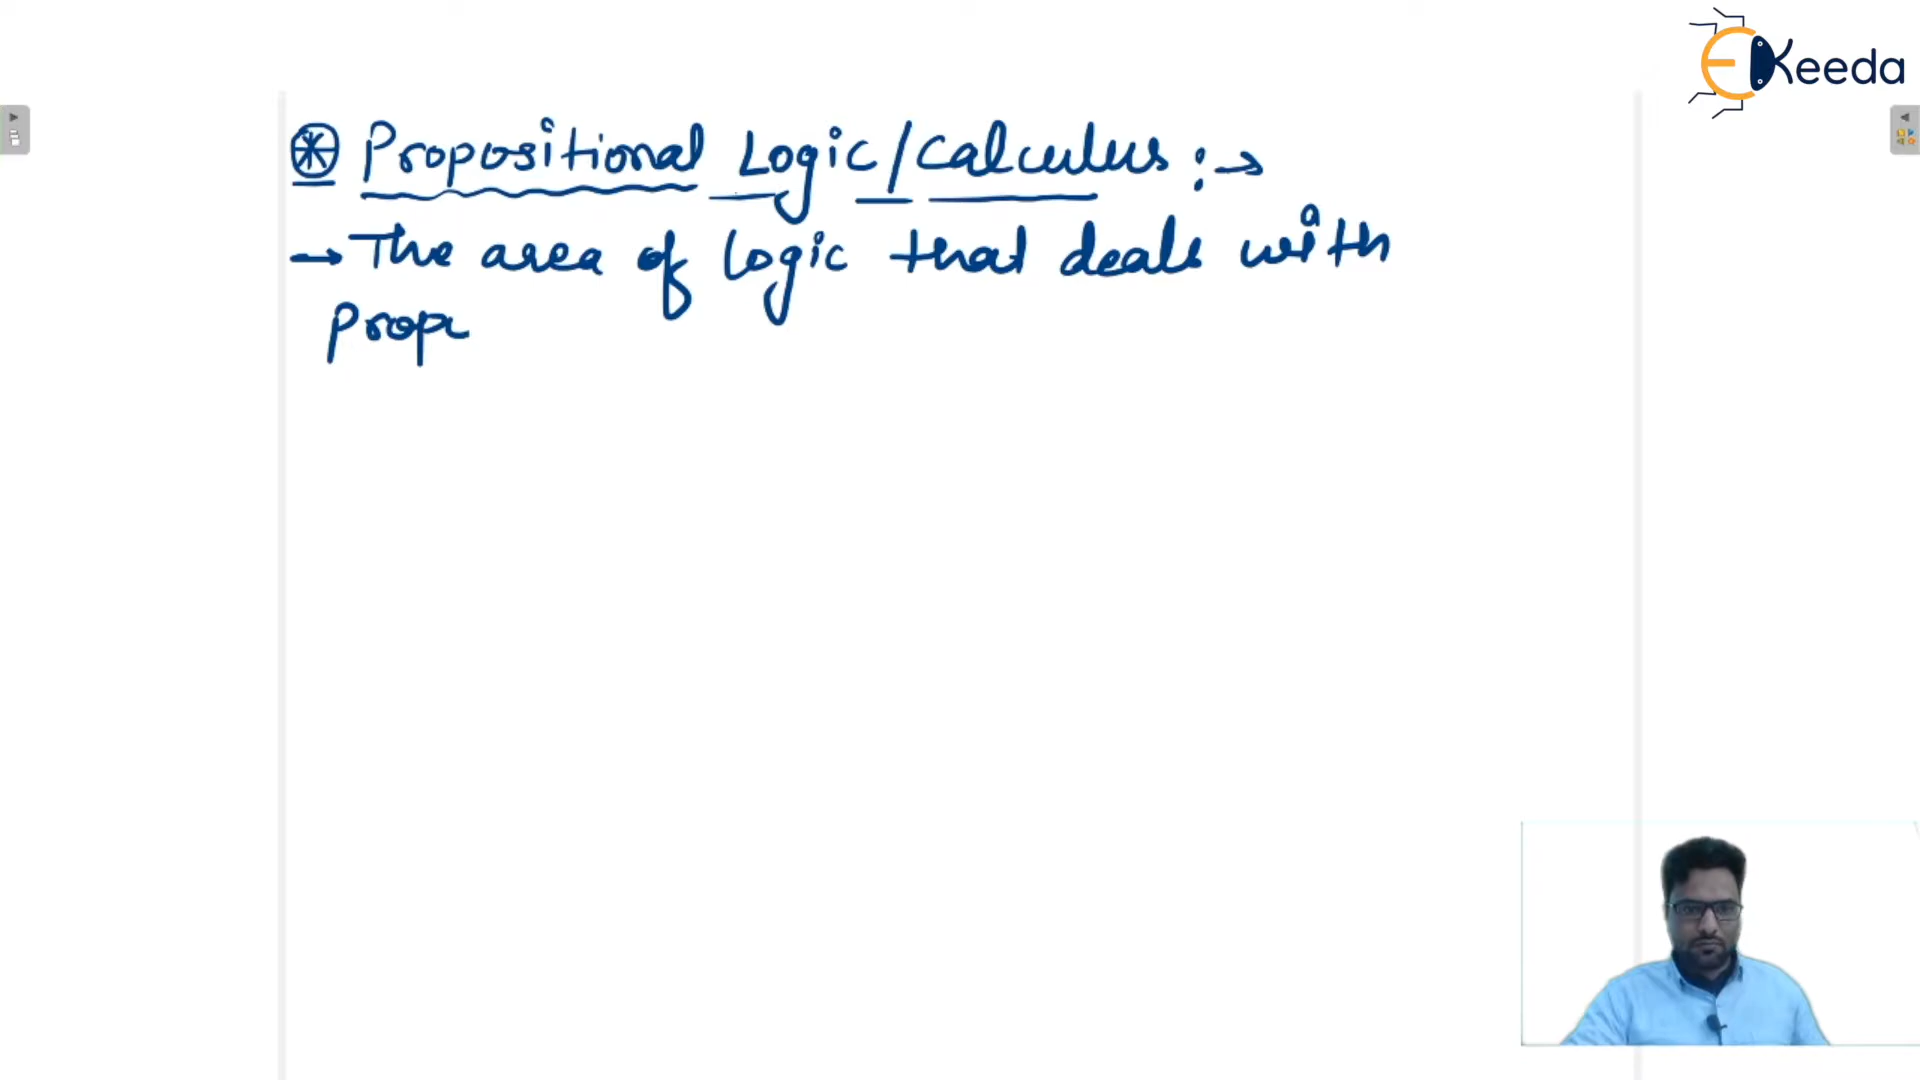 EKeeda
Propositional Logic/Calculus :→
→ The area of logic that deals with
prop